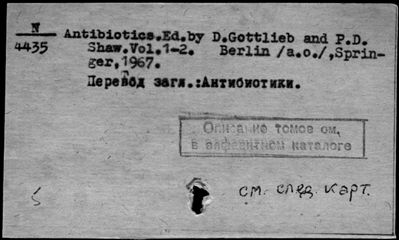 N
4435
Antibiotics.Ed.by D.Gottlieb and P.D.
Shaw.Vol.1-2. Berlin /a.o./,Sprin-
ger,1967.
Перевод загл.:Антибиотики.
Описание томов см.
в алфавитном каталоге
см. след карт.